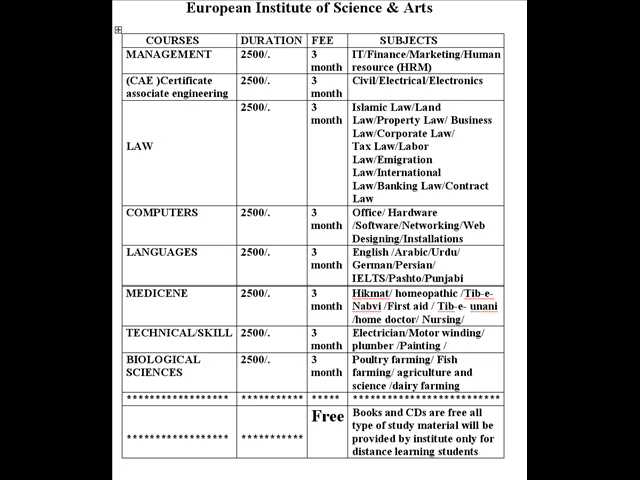 European Institute of Science & Arts
COURSES DURATION FEE SUBJECTS
MANAGEMENT 2500/. 3 month IT/Finance/Marketing/Human
resource (HRM)
(CAE )Certificate 2500/. 3 month Civil/Electrical/Electronics
associate engineering
LAW 2500/. 3 month Islamic Law/Land
Law/Property Law/ Business
Law/Corporate Law/
Tax Law/Labor
Law/Emigration
Law/International
Law/Banking Law/Contract
Law
COMPUTERS 2500/. 3 month Office/ Hardware
/Software/Networking/Web
Designing/Installations
LANGUAGES 2500/. 3 month English /Arabic/Urdu/
German/Persian/
IELTS/Pashto/Punjabi
MEDICENE 2500/. 3 month Hikmat/ homeopathic /Tib-e-
Nabvi /First aid / Tib-e- unani
/home doctor/ Nursing/
TECHNICAL/SKILL 2500/. 3 month Electrician/Motor winding/
plumber /Painting /
BIOLOGICAL 2500/. 3 month Poultry farming/ Fish
SCIENCES farming/ agriculture and
science /dairy farming
****************** *********** ***** **************************
****************** *********** Free Books and CDs are free all
type of study material will be
provided by institute only for
distance learning students